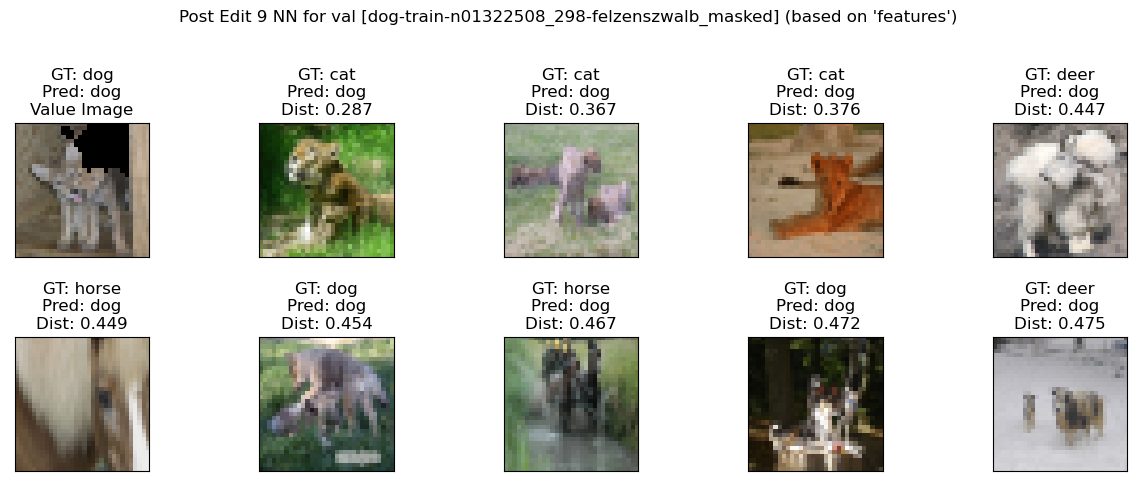 Post Edit 9 NN for val [dog-train-n01322508_298-felzenszwalb_masked] (based on 'features')
GT: dog
Pred: dog
Value Image
GT: cat
Pred: dog
Dist: 0.287
GT: cat
Pred: dog
Dist: 0.367
GT: cat
Pred: dog
Dist: 0.376
GT: deer
Pred: dog
Dist: 0.447
GT: horse
Pred: dog
Dist: 0.449
GT: dog
Pred: dog
Dist: 0.454
GT: horse
Pred: dog
Dist: 0.467
GT: dog
Pred: dog
Dist: 0.472
GT: deer
Pred: dog
Dist: 0.475